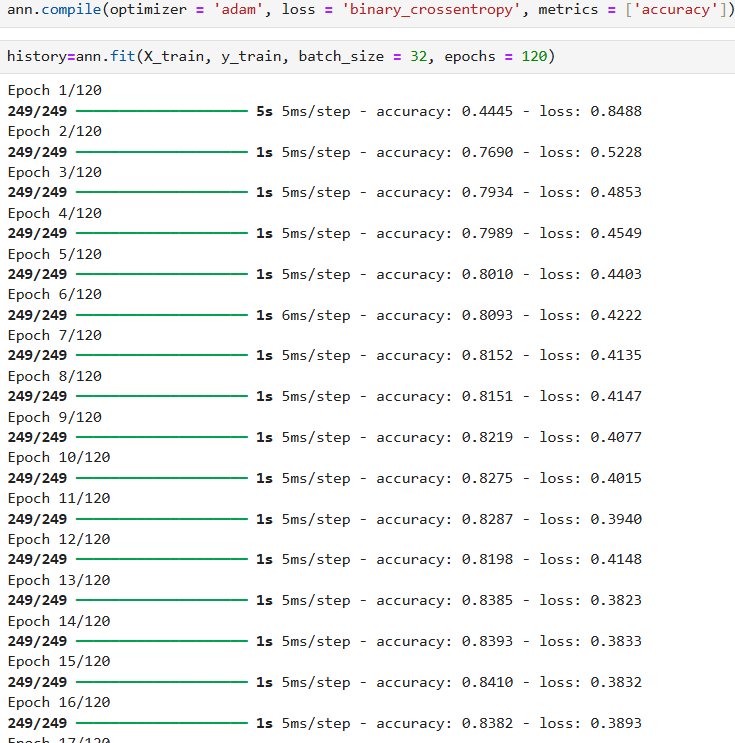 ann.compile(optimizer = 'adam', loss = 'binary_crossentropy', metrics = ['accuracy'])
history=ann.fit(X_train, y_train, batch_size = 32, epochs = 120)
Epoch 1/120
249/249 ━━━━━━━━━━━━━━━━━━━━ 5s 5ms/step - accuracy: 0.4445 - loss: 0.8488
Epoch 2/120
249/249 ━━━━━━━━━━━━━━━━━━━━ 1s 5ms/step - accuracy: 0.7690 - loss: 0.5228
Epoch 3/120
249/249 ━━━━━━━━━━━━━━━━━━━━ 1s 5ms/step - accuracy: 0.7934 - loss: 0.4853
Epoch 4/120
249/249 ━━━━━━━━━━━━━━━━━━━━ 1s 5ms/step - accuracy: 0.7989 - loss: 0.4549
Epoch 5/120
249/249 ━━━━━━━━━━━━━━━━━━━━ 1s 5ms/step - accuracy: 0.8010 - loss: 0.4403
Epoch 6/120
249/249 ━━━━━━━━━━━━━━━━━━━━ 1s 6ms/step - accuracy: 0.8093 - loss: 0.4222
Epoch 7/120
249/249 ━━━━━━━━━━━━━━━━━━━━ 1s 5ms/step - accuracy: 0.8152 - loss: 0.4135
Epoch 8/120
249/249 ━━━━━━━━━━━━━━━━━━━━ 1s 5ms/step - accuracy: 0.8151 - loss: 0.4147
Epoch 9/120
249/249 ━━━━━━━━━━━━━━━━━━━━ 1s 5ms/step - accuracy: 0.8219 - loss: 0.4077
Epoch 10/120
249/249 ━━━━━━━━━━━━━━━━━━━━ 1s 5ms/step - accuracy: 0.8275 - loss: 0.4015
Epoch 11/120
249/249 ━━━━━━━━━━━━━━━━━━━━ 1s 5ms/step - accuracy: 0.8287 - loss: 0.3940
Epoch 12/120
249/249 ━━━━━━━━━━━━━━━━━━━━ 1s 5ms/step - accuracy: 0.8198 - loss: 0.4148
Epoch 13/120
249/249 ━━━━━━━━━━━━━━━━━━━━ 1s 5ms/step - accuracy: 0.8385 - loss: 0.3823
Epoch 14/120
249/249 ━━━━━━━━━━━━━━━━━━━━ 1s 5ms/step - accuracy: 0.8393 - loss: 0.3833
Epoch 15/120
249/249 ━━━━━━━━━━━━━━━━━━━━ 1s 5ms/step - accuracy: 0.8410 - loss: 0.3832
Epoch 16/120
249/249 ━━━━━━━━━━━━━━━━━━━━ 1s 5ms/step - accuracy: 0.8382 - loss: 0.3893
Epoch 17/120